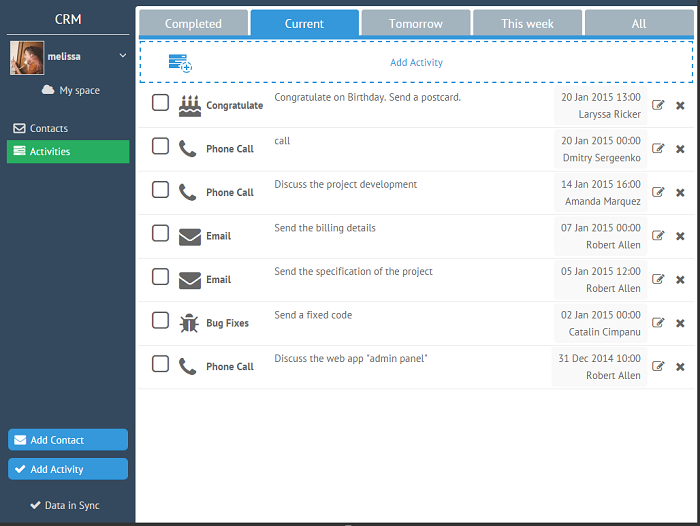 CRM
melissa
My space
Contacts
Activities
Add Contact
Add Activity
Data in Sync
Completed
Current
Tomorrow
This week
All
Add Activity
Congratulate
Congratulate on Birthday. Send a postcard.
20 Jan 2015 13:00
Laryssa Ricker
Phone Call
call
20 Jan 2015 00:00
Dmitry Sergeenko
Phone Call
Discuss the project development
14 Jan 2015 16:00
Amanda Marquez
Email
Send the billing details
07 Jan 2015 00:00
Robert Allen
Email
Send the specification of the project
05 Jan 2015 12:00
Robert Allen
Bug Fixes
Send a fixed code
02 Jan 2015 00:00
Catalin Cimpanu
Phone Call
Discuss the web app "admin panel"
31 Dec 2014 10:00
Robert Allen